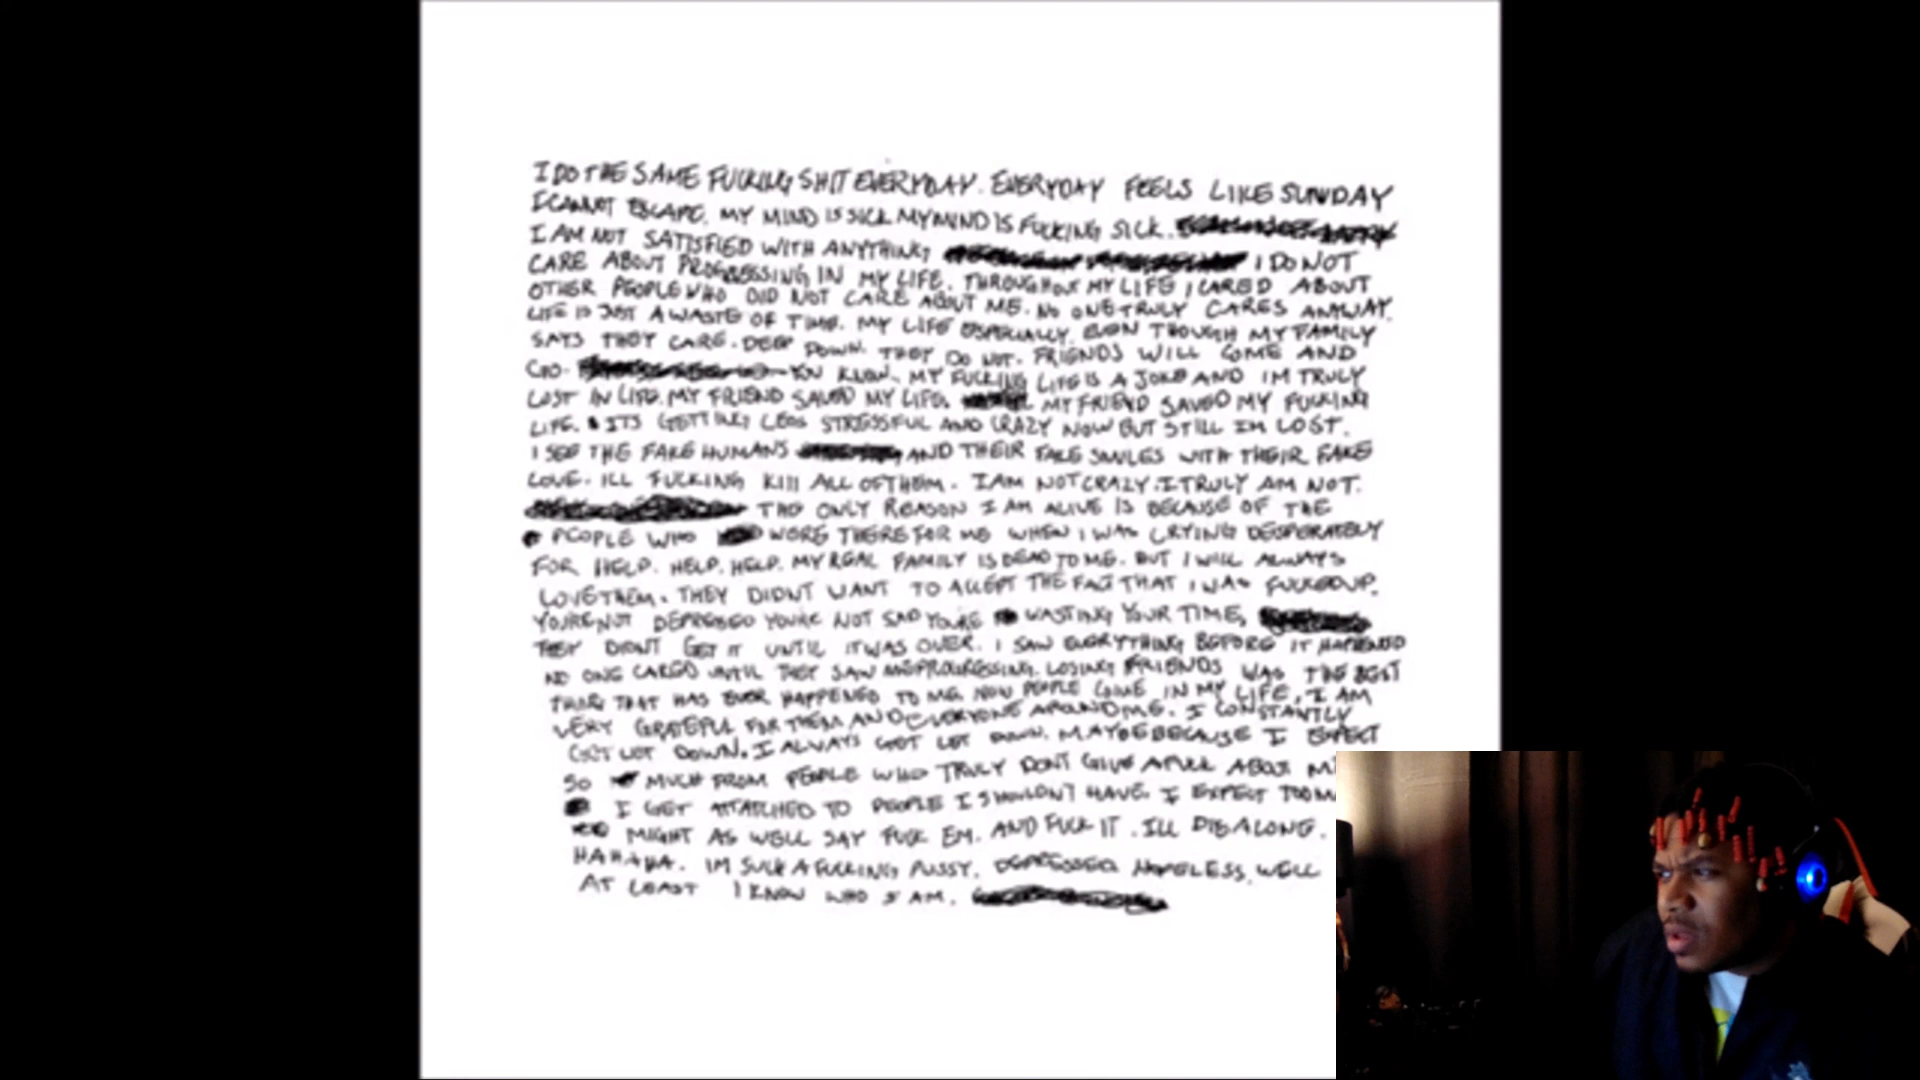 I DO THE SAME FUCKING SHIT EVERYDAY. EVERYDAY FEELS LIKE SUNDAY
I CANNOT ESCAPE. MY MIND IS SICK MY MIND IS FUCKING SICK.
I AM NOT SATISFIED WITH ANYTHING I DO NOT
CARE ABOUT PROGRESSING IN MY LIFE. THROUGHOUT MY LIFE I CARED ABOUT
OTHER PEOPLE WHO DID NOT CARE ABOUT ME. NO ONE TRULY CARES ANYWAY.
LIFE IS JUST A WASTE OF TIME. MY LIFE ESPECIALLY. EVEN THOUGH MY FAMILY
SAYS THEY CARE. DEEP DOWN. THEY DO NOT. FRIENDS WILL COME AND
GO. YOU KNOW. MY FUCKING LIFE IS A JOKE AND IM TRULY
LOST IN LIFE. MY FRIEND SAVED MY LIFE. MY FRIEND SAVED MY FUCKING
LIFE. ITS GETTING LESS STRESSFUL AND CRAZY NOW BUT STILL IM LOST.
I SEE THE FAKE HUMANS AND THEIR FAKE SMILES WITH THEIR FAKE
LOVE. ILL FUCKING KILL ALL OF THEM. I AM NOT CRAZY. I TRULY AM NOT.
THE ONLY REASON I AM ALIVE IS BECAUSE OF THE
PEOPLE WHO WERE THERE FOR ME WHEN I WAS CRYING DESPERATELY
FOR HELP. HELP. HELP. MY REAL FAMILY IS DEAD TO ME. BUT I WILL ALWAYS
LOVE THEM. THEY DIDNT WANT TO ACCEPT THE FACT THAT I WAS FUCKED UP.
YOURE NOT DEPRESSED YOURE NOT SAD YOURE WASTING YOUR TIME,
THEY DIDNT GET IT UNTIL IT WAS OVER. I SAW EVERYTHING BEFORE IT HAPPENED
NO ONE CARED UNTIL THEY SAW ME PROGRESSING. LOSING FRIENDS WAS THE BEST
THING THAT HAS EVER HAPPENED TO ME. NOW PEOPLE COME IN MY LIFE, I AM
VERY GRATEFUL FOR THEM AND EVERYONE AROUND ME. I CONSTANTLY
GET LET DOWN. I ALWAYS GET LET DOWN. MAYBE BECAUSE I EXPECT
SO MUCH FROM PEOPLE WHO TRULY DONT GIVE A FUCK ABOUT
I GET ATTATCHED TO PEOPLE I SHOULDNT HAVE. I EXPECT TOO
MIGHT AS WELL SAY FUCK EM. AND FUCK IT. ILL DIE ALONE.
HAHAHA. IM SUCH A FUCKING PUSSY. DEPRESSED HOPELESS. WELL
AT LEAST I KNOW WHO I AM.